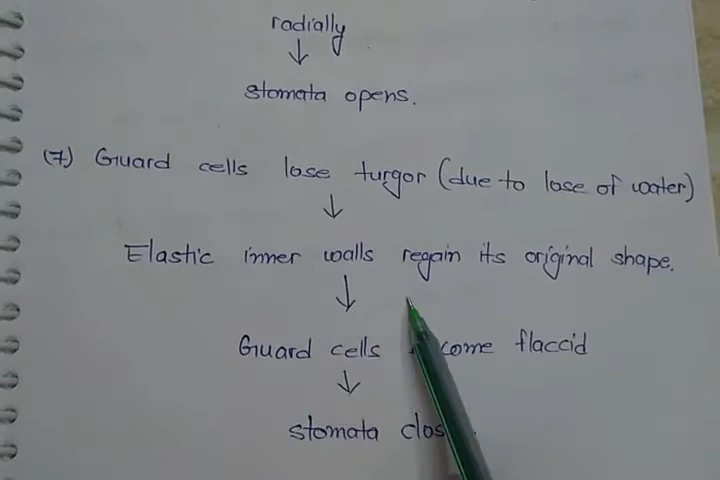 radially
↓
stomata opens.
(7) Guard cells lose turgor (due to lose of water)
↓
Elastic inner walls regain its original shape.
↓
Guard cells come flaccid
↓
stomata clos